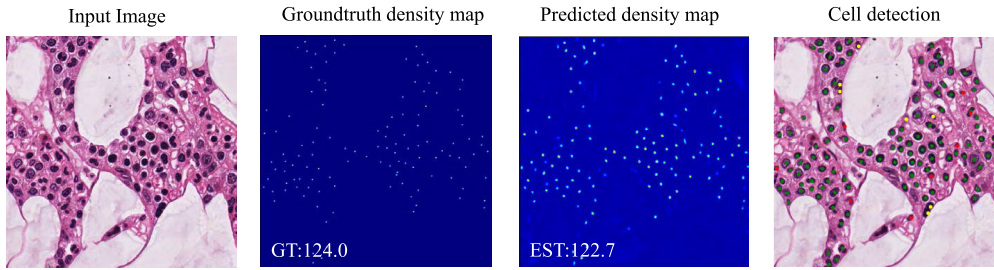 Input Image
Groundtruth density map
Predicted density map
Cell detection
GT:124.0
EST:122.7